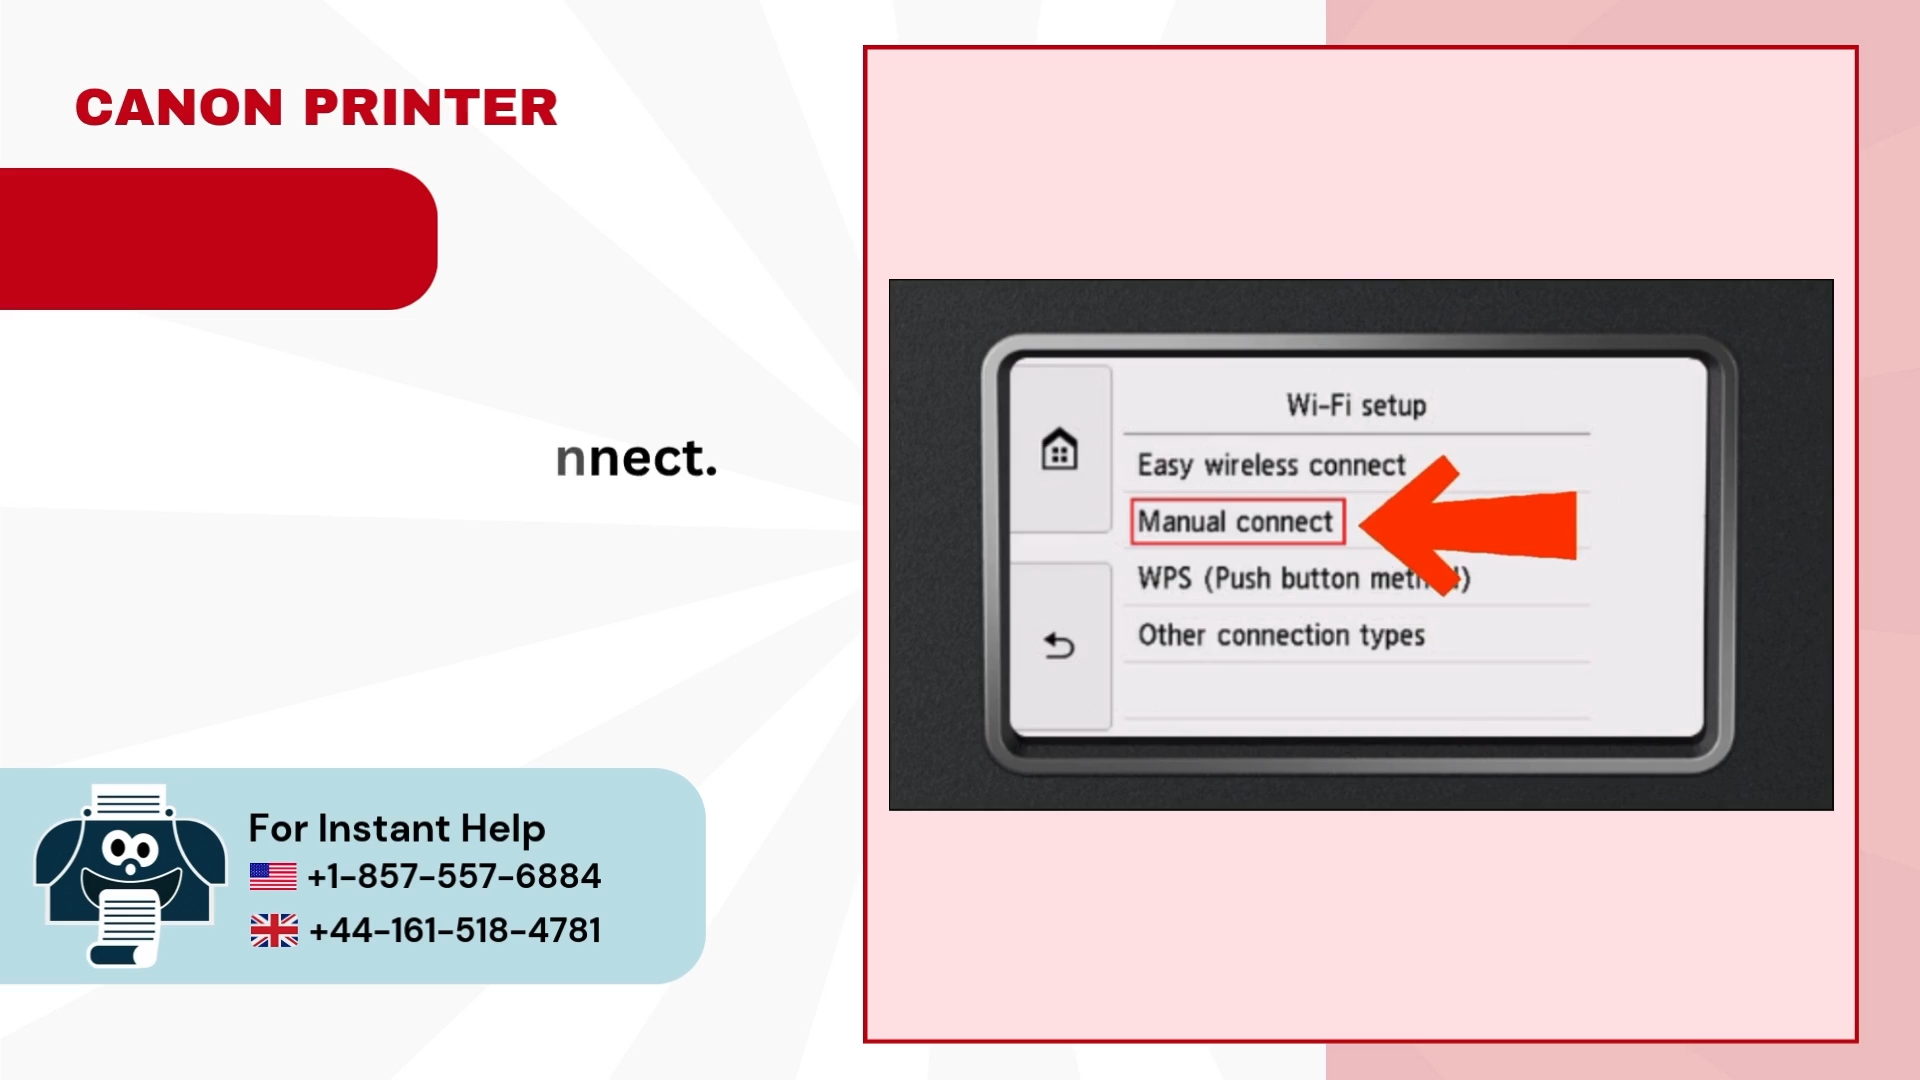 CANON PRINTER
nnect.
For Instant Help
+1-857-557-6884
+44-161-518-4781
Wi-Fi setup
Easy wireless connect
Manual connect
WPS (Push button
Other connection types